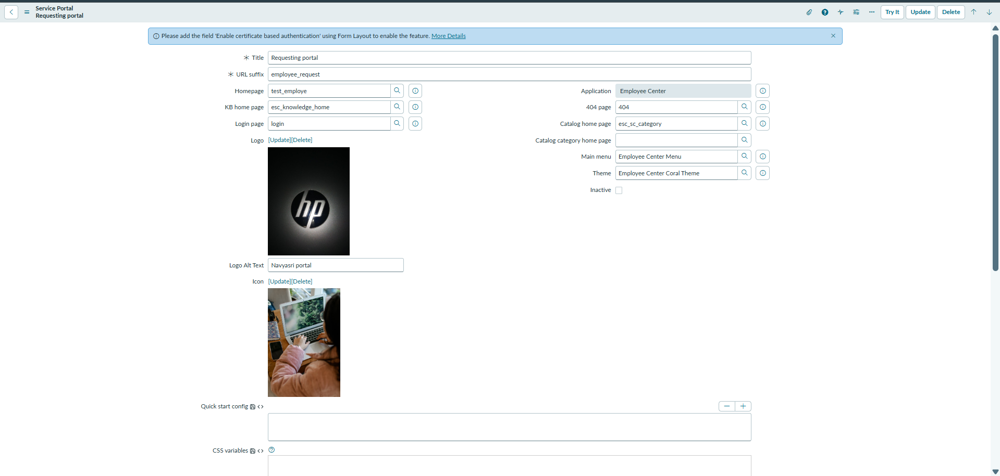 Service Portal
Requesting portal
Try It
Update
Delete
Please add the field 'Enable certificate based authentication' using Form Layout to enable the feature. More Details
Title
Requesting portal
URL suffix
employee_request
Homepage
test_employe
Application
Employee Center
KB home page
esc_knowledge_home
404 page
404
Login page
login
Catalog home page
esc_sc_category
Logo
[Update][Delete]
Catalog category home page
Main menu
Employee Center Menu
Theme
Employee Center Coral Theme
Inactive
hp
Logo Alt Text
Navyasri portal
Icon
[Update][Delete]
Quick start config
CSS variables